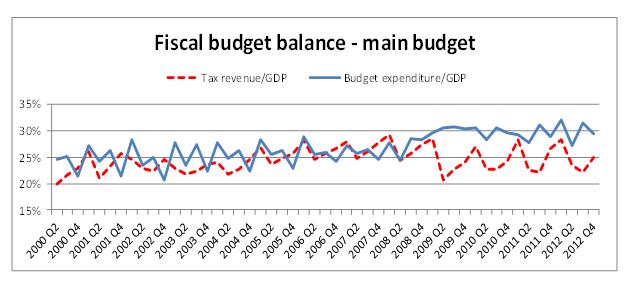 Fiscal budget balance - main budget
Tax revenue/GDP Budget expenditure/GDP
35%
30%
25%
20%
15%
2000 Q2
2000 Q4
2001 Q2
2001 Q4
2002 Q2
2002 Q4
2003 Q2
2003 Q4
2004 Q2
2004 Q4
2005 Q2
2005 Q4
2006 Q2
2006 Q4
2007 Q2
2007 Q4
2008 Q2
2008 Q4
2009 Q2
2009 Q4
2010 Q2
2010 Q4
2011 Q2
2011 Q4
2012 Q2
2012 Q4